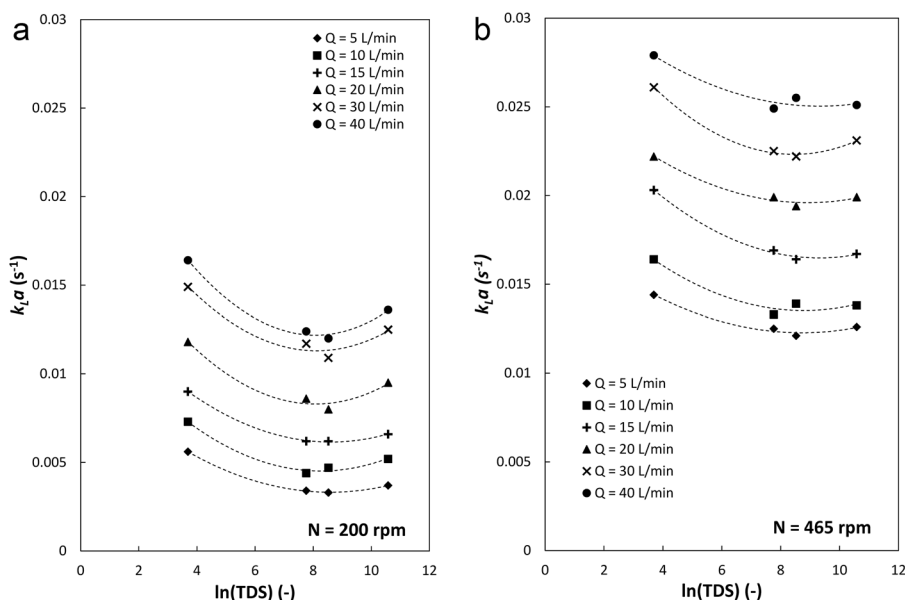 a
0.03
0.025
0.02
0.015
0.01
0.005
0
k_L a (s⁻¹)
Q = 5 L/min
Q = 10 L/min
Q = 15 L/min
Q = 20 L/min
Q = 30 L/min
Q = 40 L/min
N = 200 rpm
0 2 4 6 8 10 12
ln(TDS) (-)
b
0.03
0.025
0.02
0.015
0.01
0.005
0
k_L a (s⁻¹)
Q = 5 L/min
Q = 10 L/min
Q = 15 L/min
Q = 20 L/min
Q = 30 L/min
Q = 40 L/min
N = 465 rpm
0 2 4 6 8 10 12
ln(TDS) (-)